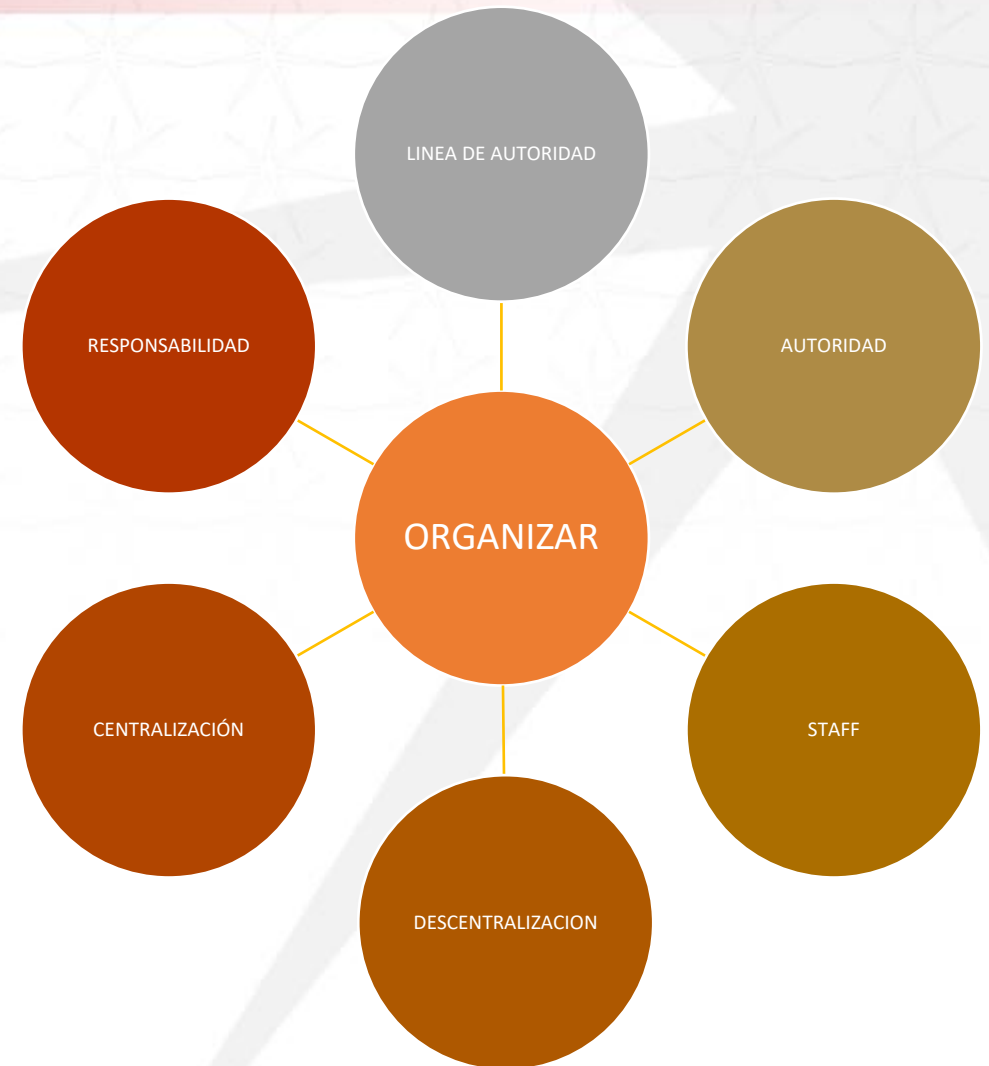 LINEA DE AUTORIDAD
RESPONSABILIDAD
AUTORIDAD
ORGANIZAR
CENTRALIZACIÓN
STAFF
DESCENTRALIZACION